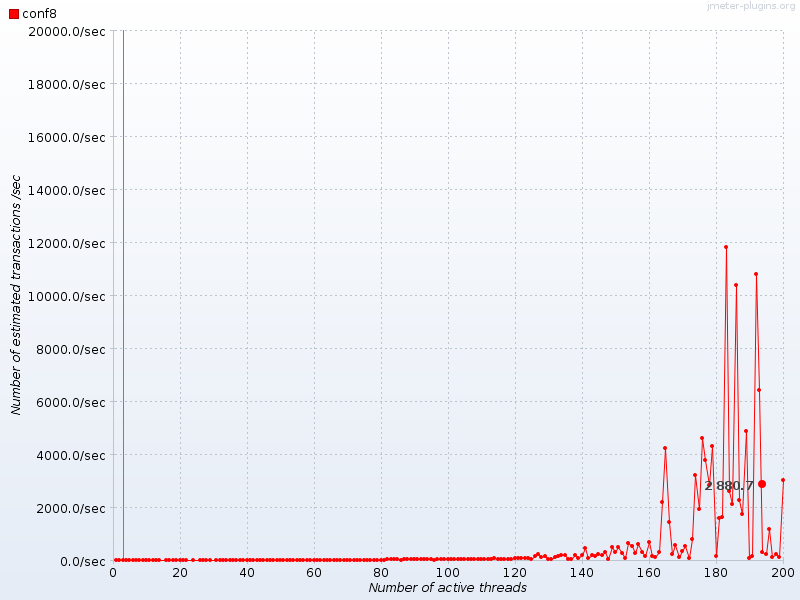 jmeter-plugins.org
conf8
20000.0/sec
18000.0/sec
16000.0/sec
14000.0/sec
12000.0/sec
10000.0/sec
8000.0/sec
6000.0/sec
4000.0/sec
2000.0/sec
0.0/sec
Number of estimated transactions /sec
2 880.7
0 20 40 60 80 100 120 140 160 180 200
Number of active threads